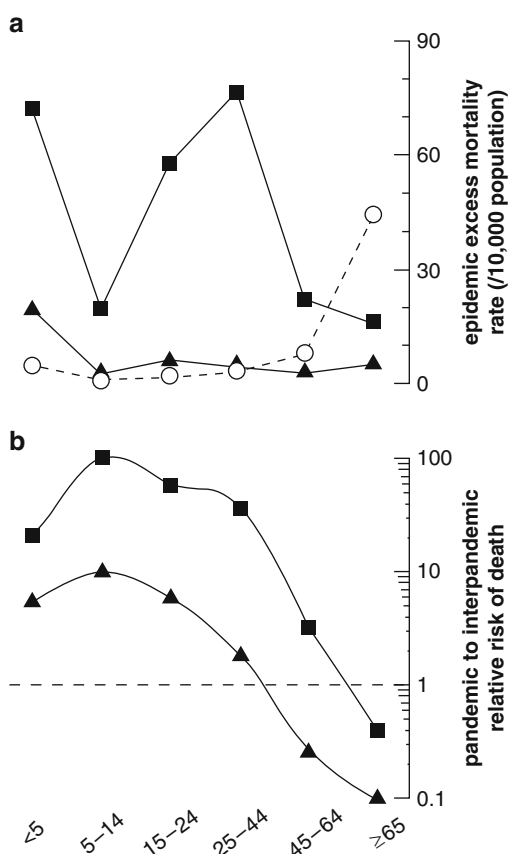 a
90
60
30
0
epidemic excess mortality
rate (/10,000 population)
b
100
10
1
0.1
pandemic to interpandemic
relative risk of death
<5
5–14
15–24
25–44
45–64
≥65